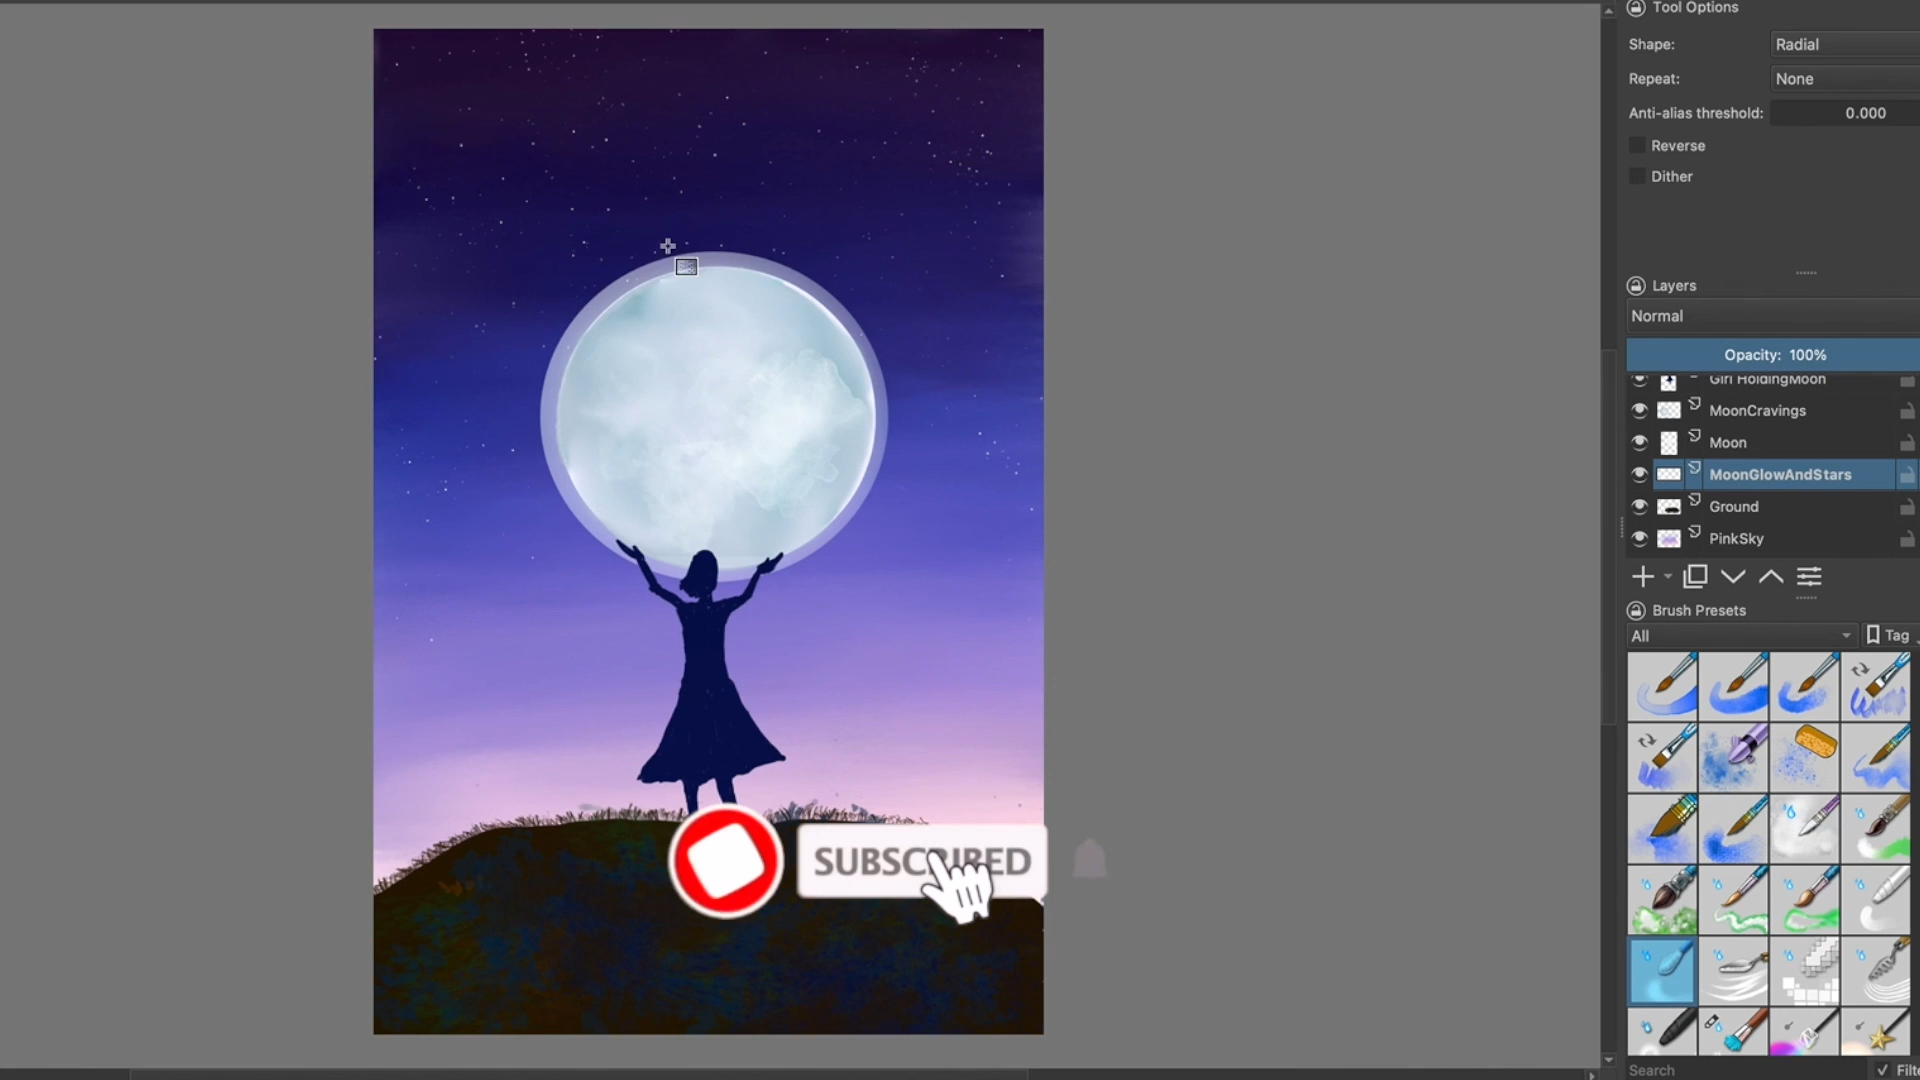 Tool Options
Shape: Radial
Repeat: None
Anti-alias threshold: 0.000
Reverse
Dither
Layers
Normal
Opacity: 100%
Girl HoldingMoon
MoonCravings
Moon
MoonGlowAndStars
Ground
PinkSky
Brush Presets
All Tag
SUBSCRIBED
Search Filte